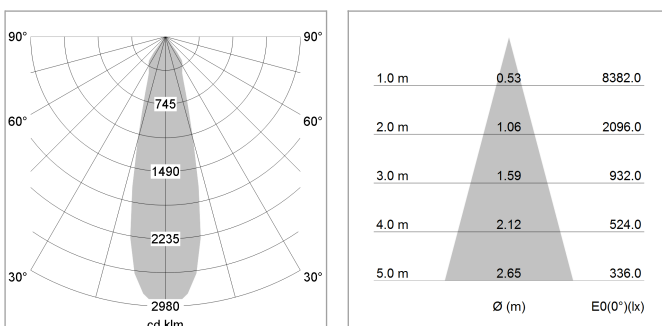 90° 90°
745
60° 60°
1490
2235
30° 30°
2980
cd klm
1.0 m 0.53 8382.0
2.0 m 1.06 2096.0
3.0 m 1.59 932.0
4.0 m 2.12 524.0
5.0 m 2.65 336.0
Ø (m) E0(0°)(lx)